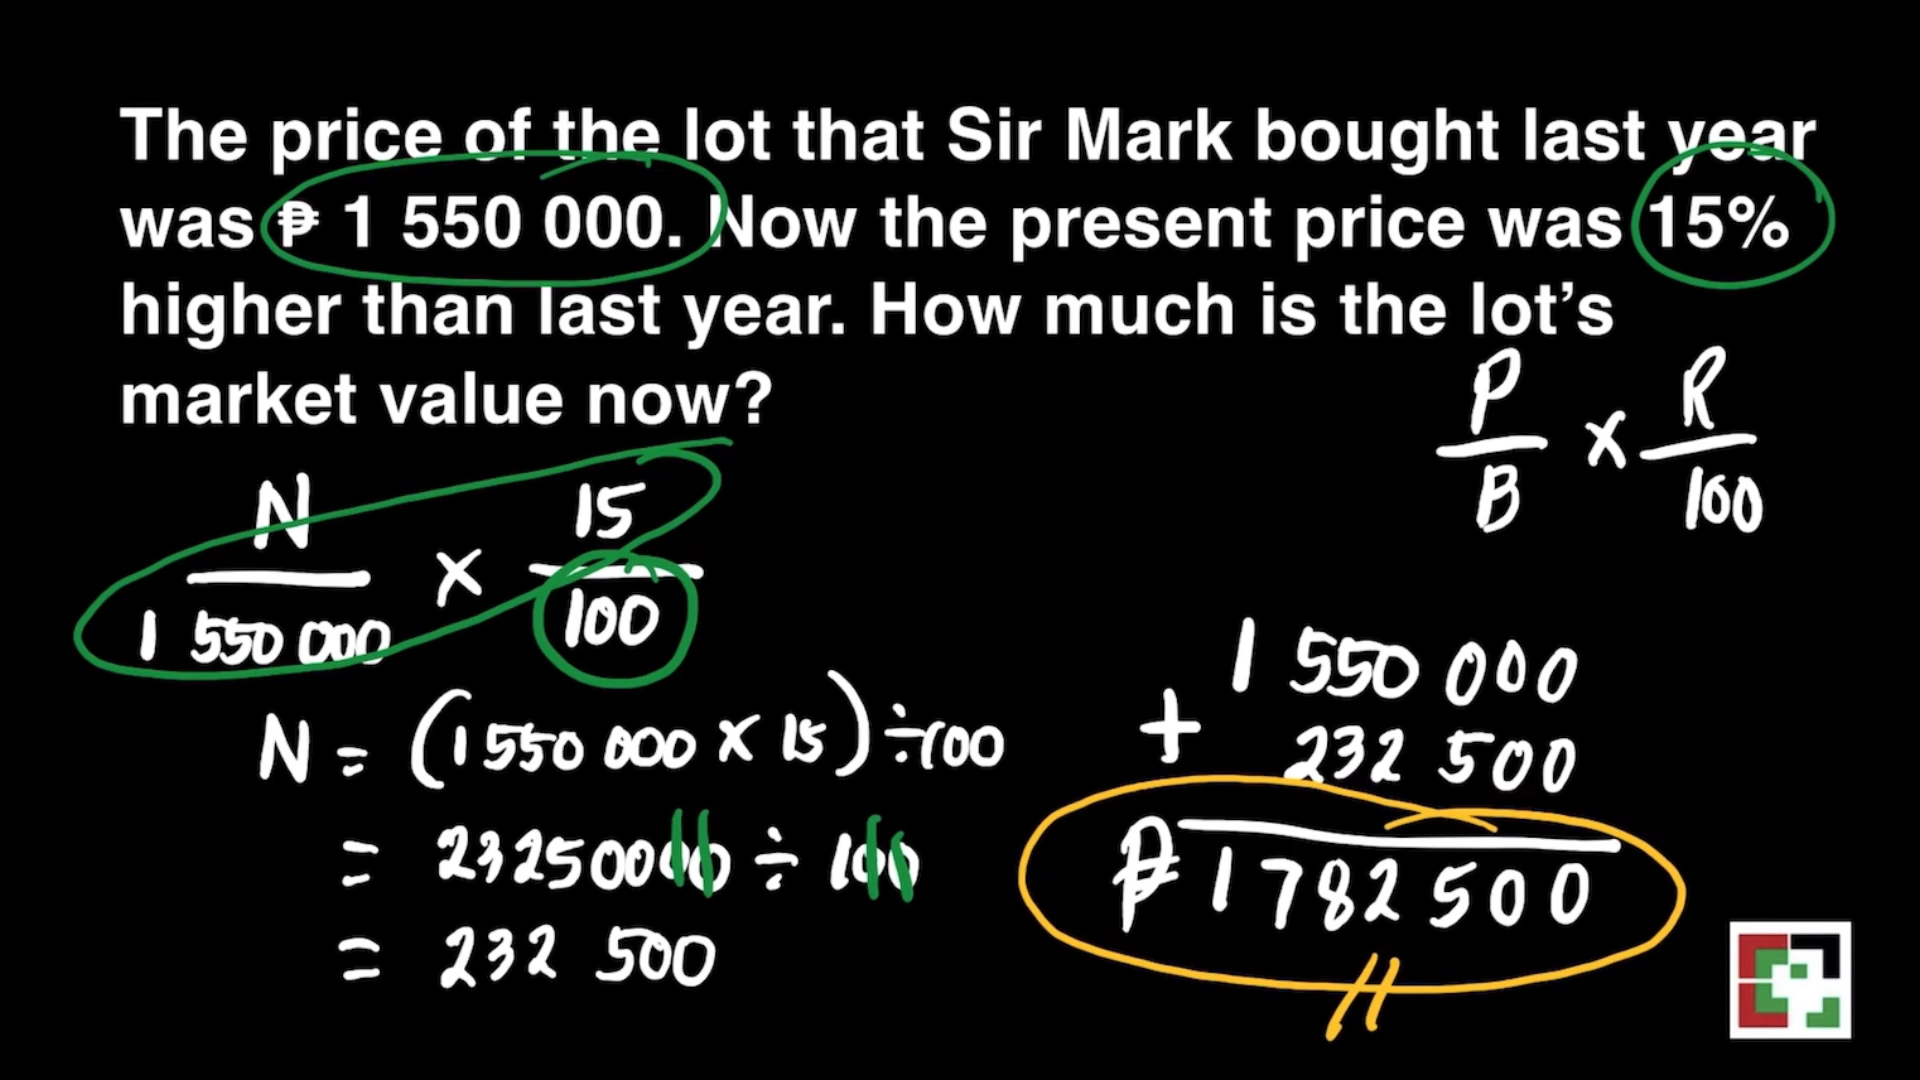 The price of the lot that Sir Mark bought last year
was ₱ 1 550 000. Now the present price was 15%
higher than last year. How much is the lot’s
market value now?
P/B × R/100
N/1 550 000 × 15/100
N = (1 550 000 × 15) ÷ 100
= 23250000 ÷ 100
= 232 500
1 550 000
+ 232 500
₱ 1 782 500